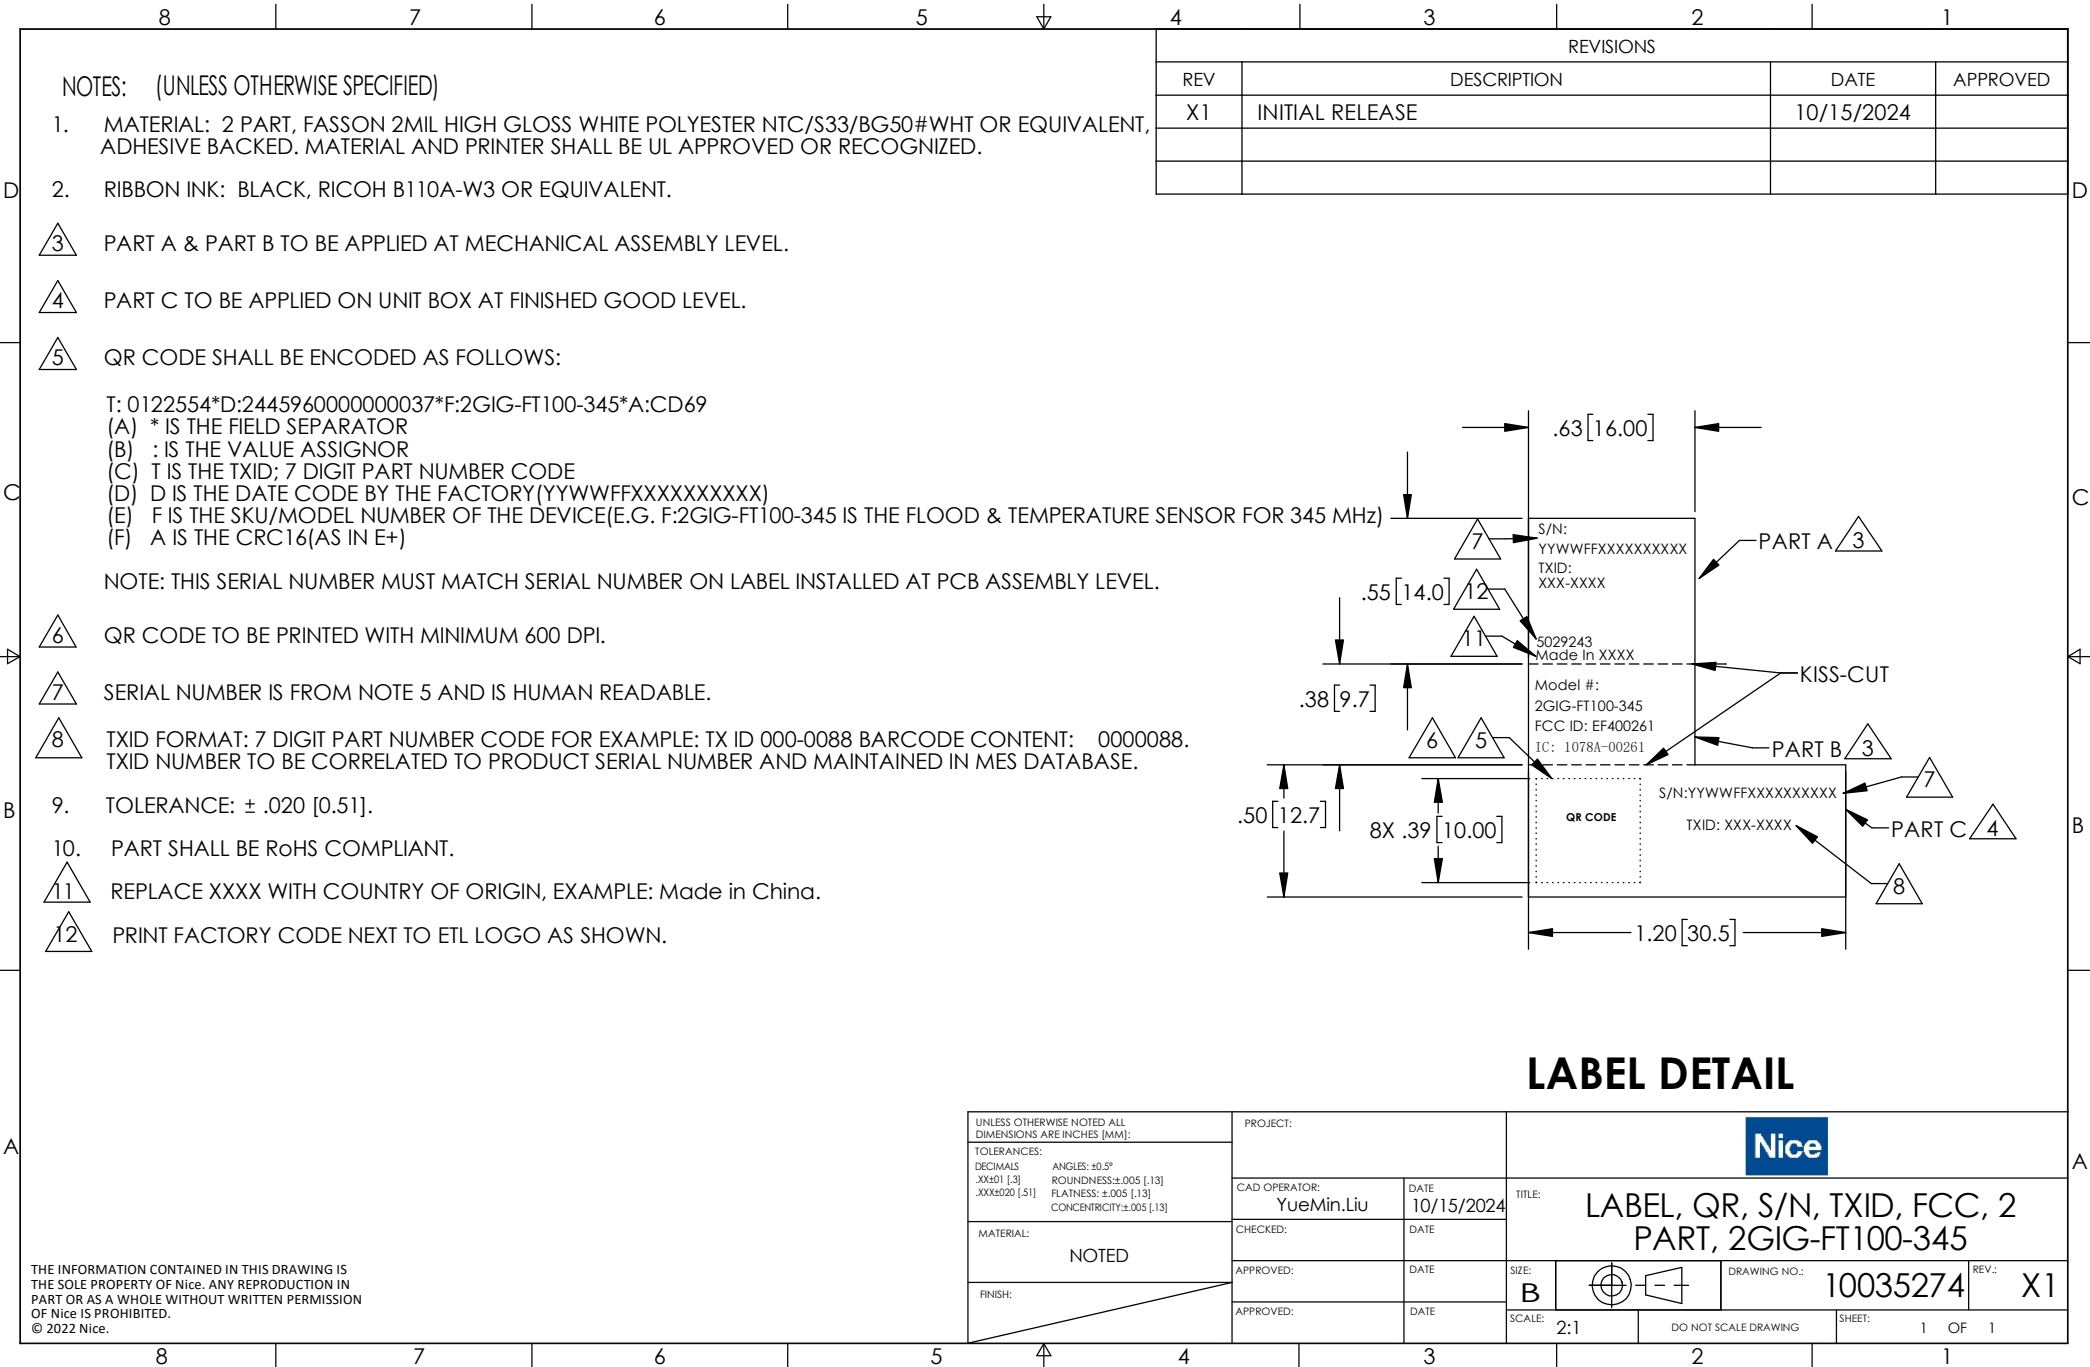 8 7 6 5 4 3 2 1
REVISIONS
REV DESCRIPTION DATE APPROVED
X1 INITIAL RELEASE 10/15/2024
NOTES: (UNLESS OTHERWISE SPECIFIED)
1. MATERIAL: 2 PART, FASSON 2MIL HIGH GLOSS WHITE POLYESTER NTC/S33/BG50#WHT OR EQUIVALENT,
ADHESIVE BACKED. MATERIAL AND PRINTER SHALL BE UL APPROVED OR RECOGNIZED.
D 2. RIBBON INK: BLACK, RICOH B110A-W3 OR EQUIVALENT. D
3 PART A & PART B TO BE APPLIED AT MECHANICAL ASSEMBLY LEVEL.
4 PART C TO BE APPLIED ON UNIT BOX AT FINISHED GOOD LEVEL.
5 QR CODE SHALL BE ENCODED AS FOLLOWS:
T: 0122554*D:2445960000000037*F:2GIG-FT100-345*A:CD69
(A) * IS THE FIELD SEPARATOR
(B) : IS THE VALUE ASSIGNOR
(C) T IS THE TXID; 7 DIGIT PART NUMBER CODE
C (D) D IS THE DATE CODE BY THE FACTORY(YYWWFFXXXXXXXXXX) C
(E) F IS THE SKU/MODEL NUMBER OF THE DEVICE(E.G. F:2GIG-FT100-345 IS THE FLOOD & TEMPERATURE SENSOR FOR 345 MHz)
(F) A IS THE CRC16(AS IN E+)
NOTE: THIS SERIAL NUMBER MUST MATCH SERIAL NUMBER ON LABEL INSTALLED AT PCB ASSEMBLY LEVEL.
6 QR CODE TO BE PRINTED WITH MINIMUM 600 DPI.
7 SERIAL NUMBER IS FROM NOTE 5 AND IS HUMAN READABLE.
8 TXID FORMAT: 7 DIGIT PART NUMBER CODE FOR EXAMPLE: TX ID 000-0088 BARCODE CONTENT: 0000088.
TXID NUMBER TO BE CORRELATED TO PRODUCT SERIAL NUMBER AND MAINTAINED IN MES DATABASE.
B 9. TOLERANCE: ± .020 [0.51]. B
10. PART SHALL BE RoHS COMPLIANT.
11 REPLACE XXXX WITH COUNTRY OF ORIGIN, EXAMPLE: Made in China.
12 PRINT FACTORY CODE NEXT TO ETL LOGO AS SHOWN.
.63[16.00]
S/N:
7 YYWWFFXXXXXXXXXX PART A 3
TXID:
XXX-XXXX
.55[14.0] 12
11
5029243
Made In XXXX
KISS-CUT
.38[9.7]
Model #:
2GIG-FT100-345
FCC ID: EF400261
IC: 1078A-00261
6 5
PART B 3
.50[12.7]
8X .39[10.00]
QR CODE
S/N:YYWWFFXXXXXXXXXX 7
TXID: XXX-XXXX
PART C 4
8
1.20[30.5]
LABEL DETAIL
A A
UNLESS OTHERWISE NOTED ALL
DIMENSIONS ARE INCHES [MM]:
TOLERANCES:
DECIMALS ANGLES: ±0.5°
.XX±01 [.3] ROUNDNESS:±.005 [.13]
.XXX±020 [.51] FLATNESS: ±.005 [.13]
CONCENTRICITY:±.005 [.13]
MATERIAL:
NOTED
FINISH:
PROJECT:
CAD OPERATOR: DATE
YueMin.Liu 10/15/2024
CHECKED: DATE
APPROVED: DATE
APPROVED: DATE
Nice
TITLE: LABEL, QR, S/N, TXID, FCC, 2
PART, 2GIG-FT100-345
SIZE: B DRAWING NO.: 10035274 REV.: X1
SCALE: 2:1 DO NOT SCALE DRAWING SHEET: 1 OF 1
THE INFORMATION CONTAINED IN THIS DRAWING IS
THE SOLE PROPERTY OF Nice. ANY REPRODUCTION IN
PART OR AS A WHOLE WITHOUT WRITTEN PERMISSION
OF Nice IS PROHIBITED.
© 2022 Nice.
8 7 6 5 4 3 2 1